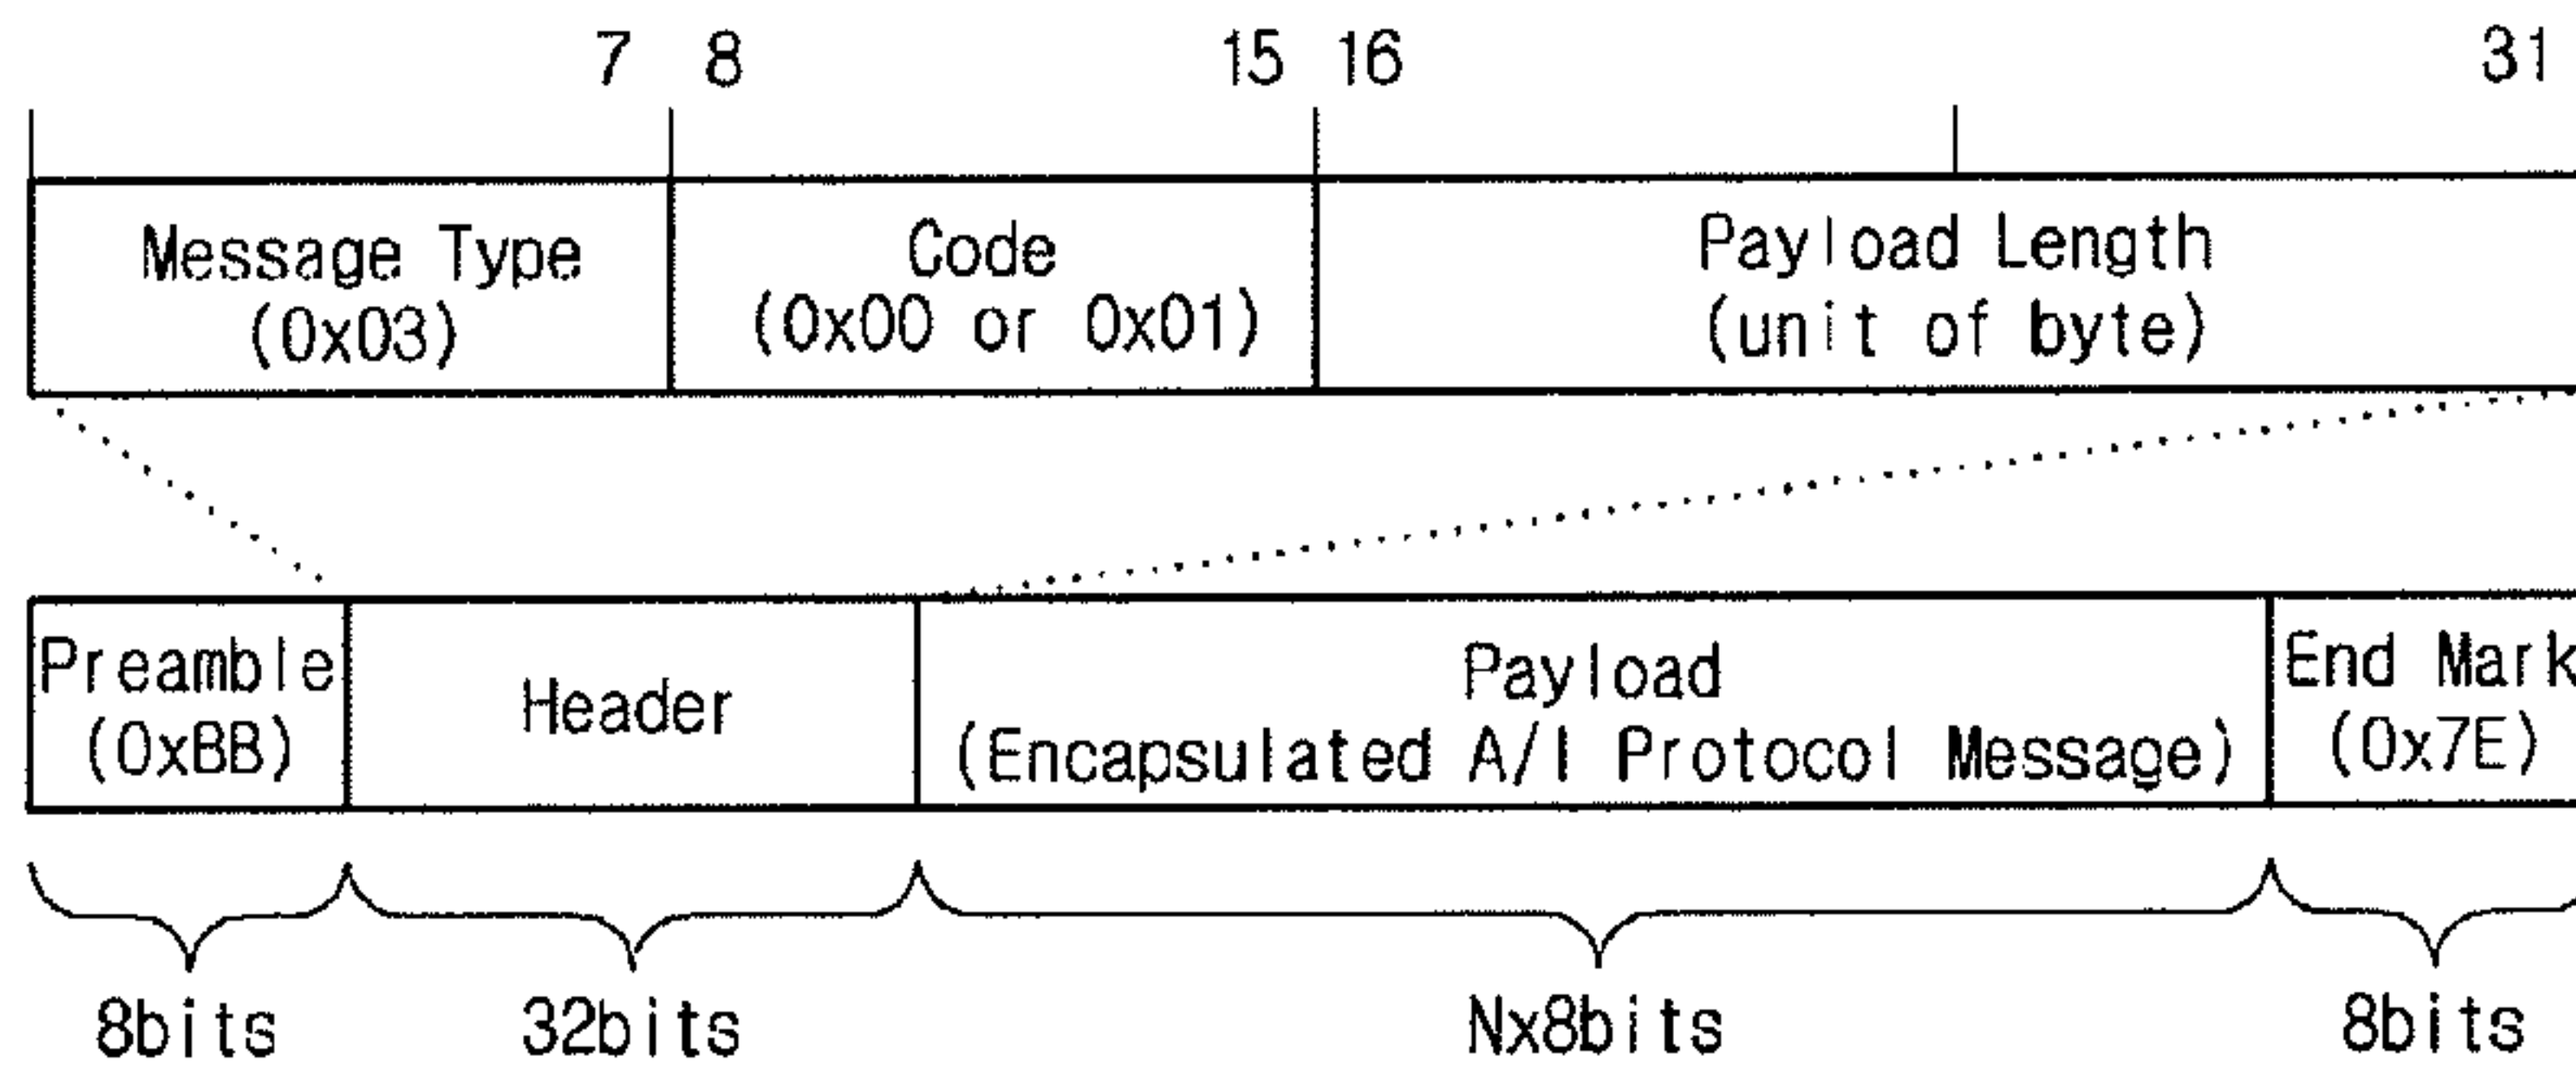 7 8 15 16 31
Message Type Code Payload Length
(0x03) (0x00 or 0x01) (unit of byte)
Preamble Header Payload End Mark
(0xBB) (Encapsulated A/I Protocol Message) (0x7E)
8bits 32bits Nx8bits 8bits